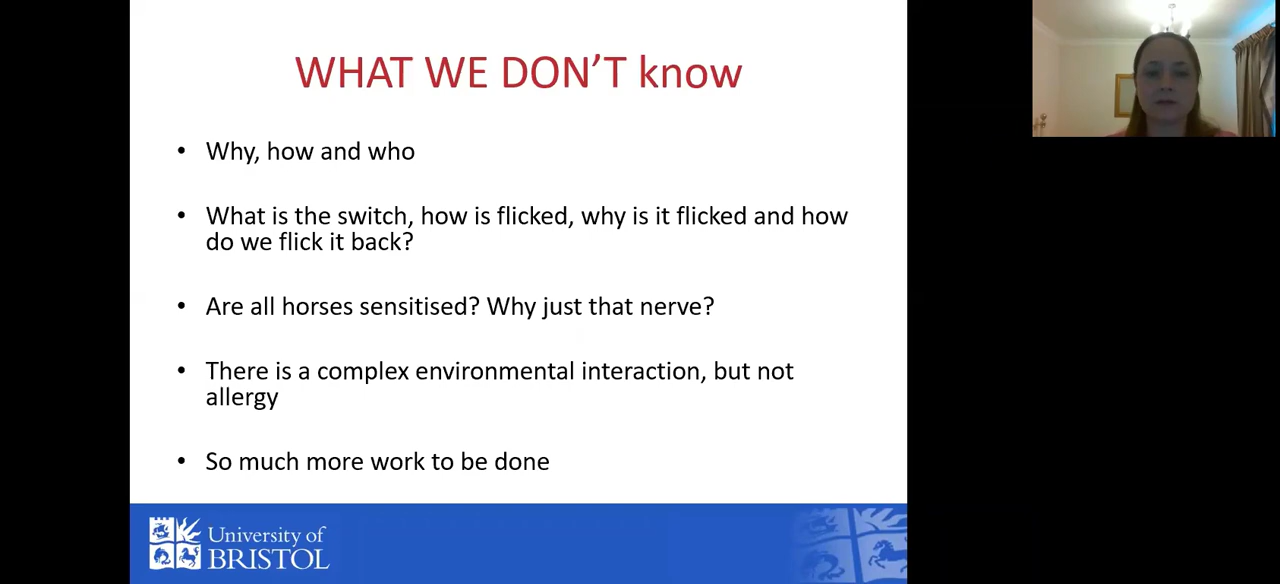 WHAT WE DON'T know
• Why, how and who
• What is the switch, how is flicked, why is it flicked and how
do we flick it back?
• Are all horses sensitised? Why just that nerve?
• There is a complex environmental interaction, but not
allergy
• So much more work to be done
University of
BRISTOL